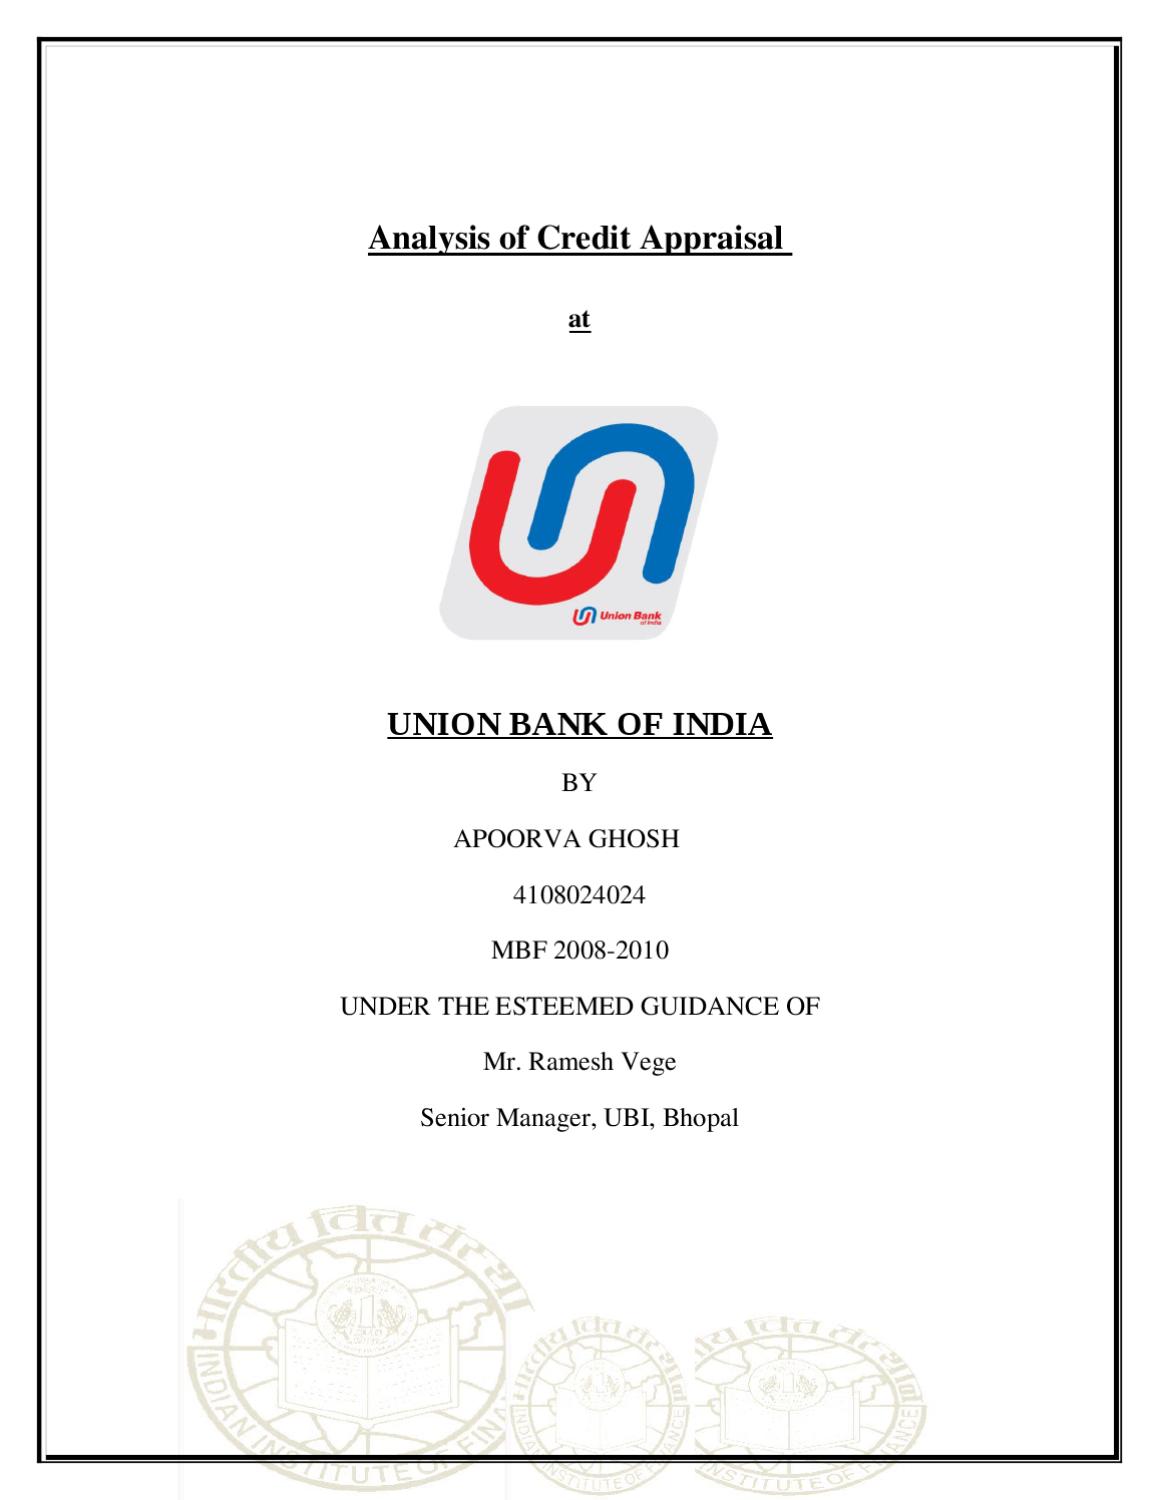 Analysis of Credit Appraisal
at
Union Bank
of India
UNION BANK OF INDIA
BY
APOORVA GHOSH
4108024024
MBF 2008-2010
UNDER THE ESTEEMED GUIDANCE OF
Mr. Ramesh Vege
Senior Manager, UBI, Bhopal
भारतीय वित्त संस्था
INDIAN INSTITUTE OF FIN
भारतीय वित्त संस्था
INDIAN INSTITUTE OF FINANCE
वित्त संस्था
INSTITUTE OF FINANCE